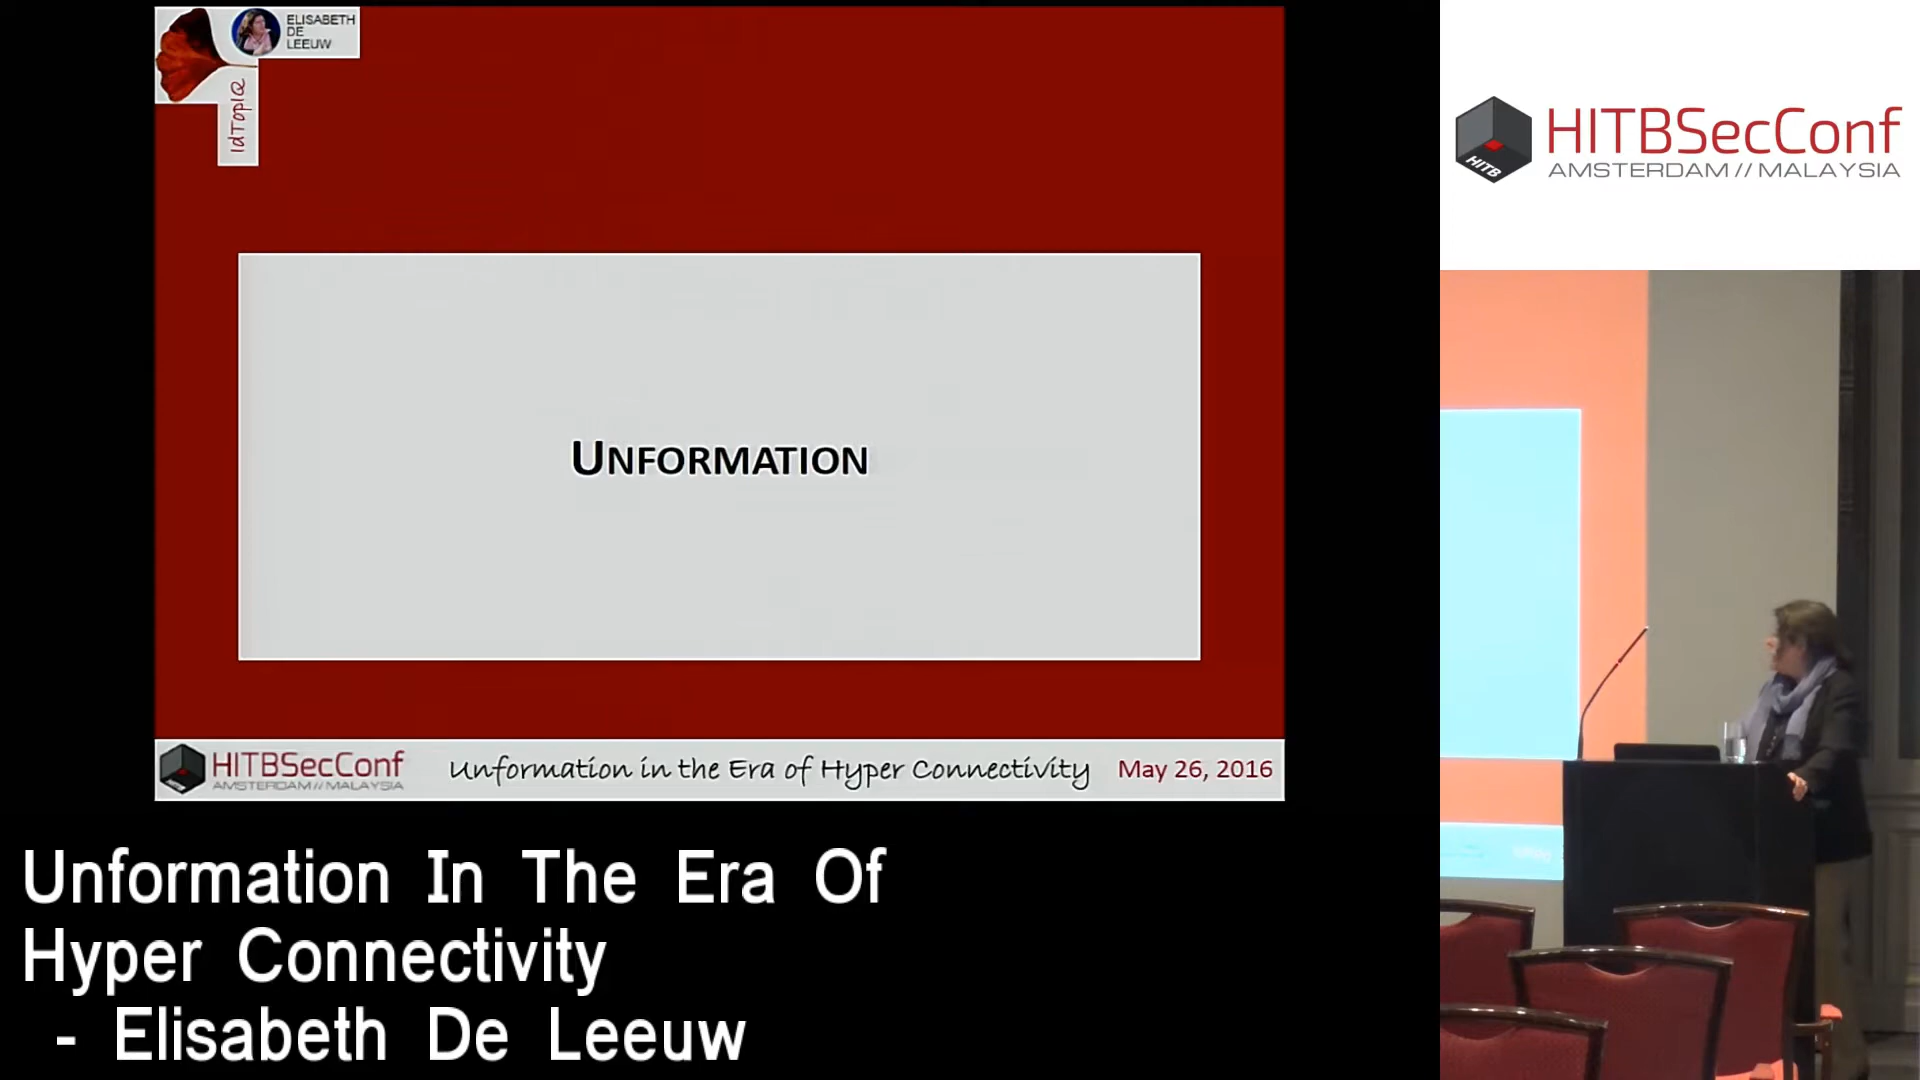 ELISABETH
DE
LEEUW
IdTopIQ
UNFORMATION
HITBSecConf
AMSTERDAM // MALAYSIA
Unformation in the Era of Hyper Connectivity
May 26, 2016
Unformation In The Era Of
Hyper Connectivity
- Elisabeth De Leeuw
HITB
HITBSecConf
AMSTERDAM // MALAYSIA